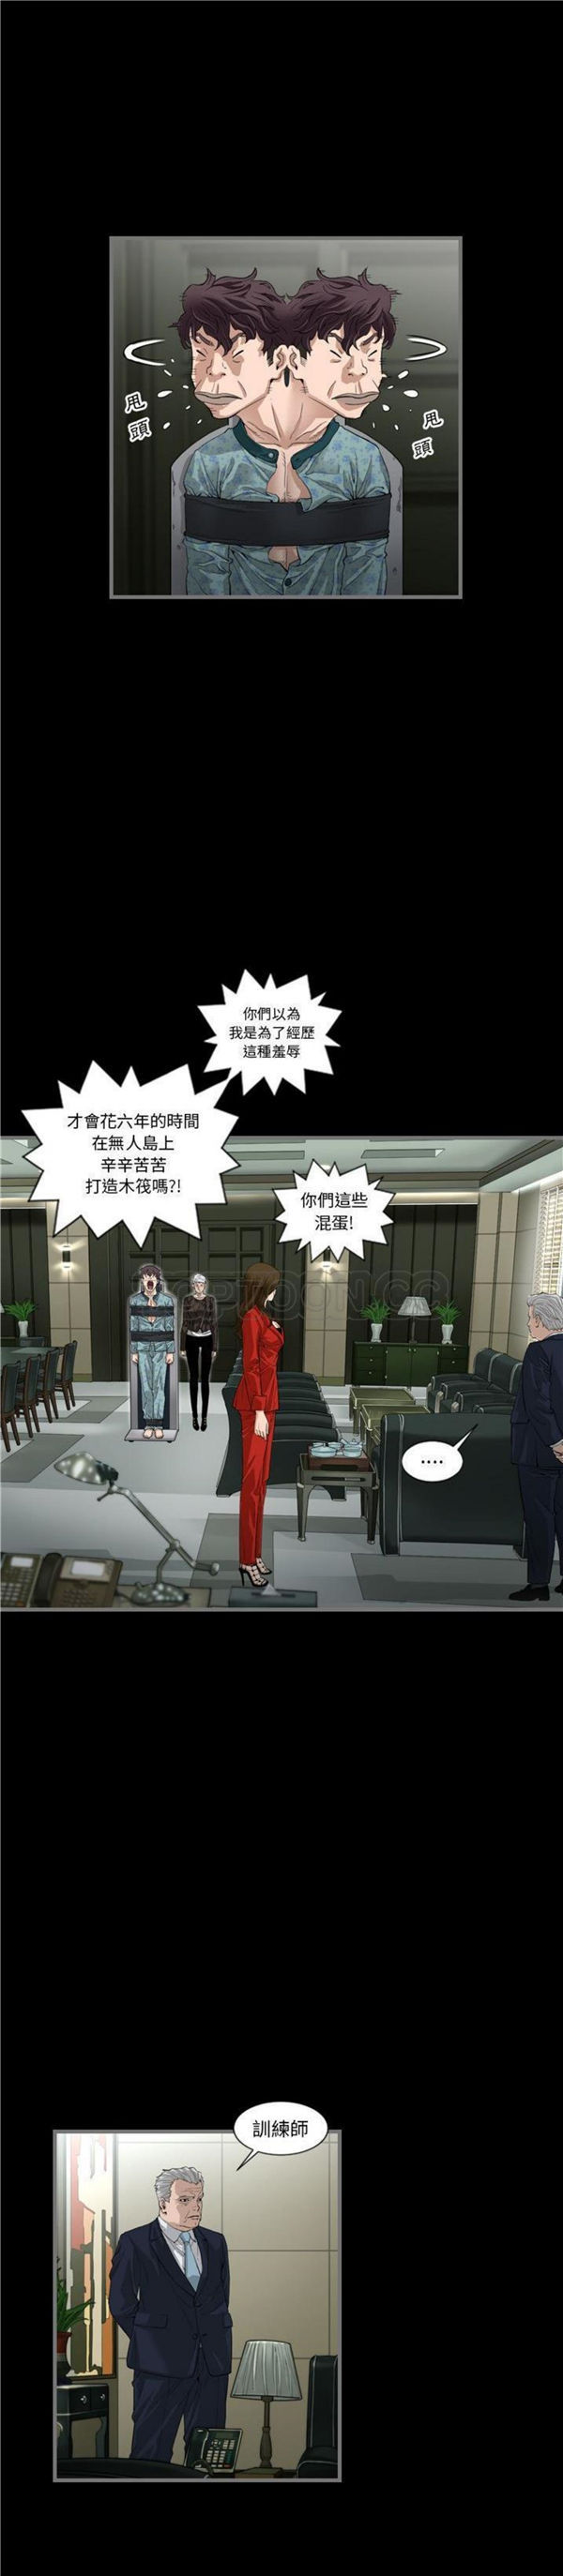 甩
頭
甩
頭
你們以為
我是為了經歷
這種羞辱
才會花六年的時間
在無人島上
辛辛苦苦
打造木筏嗎?!
你們這些
混蛋!
TOPTOON.CC
....
訓練師